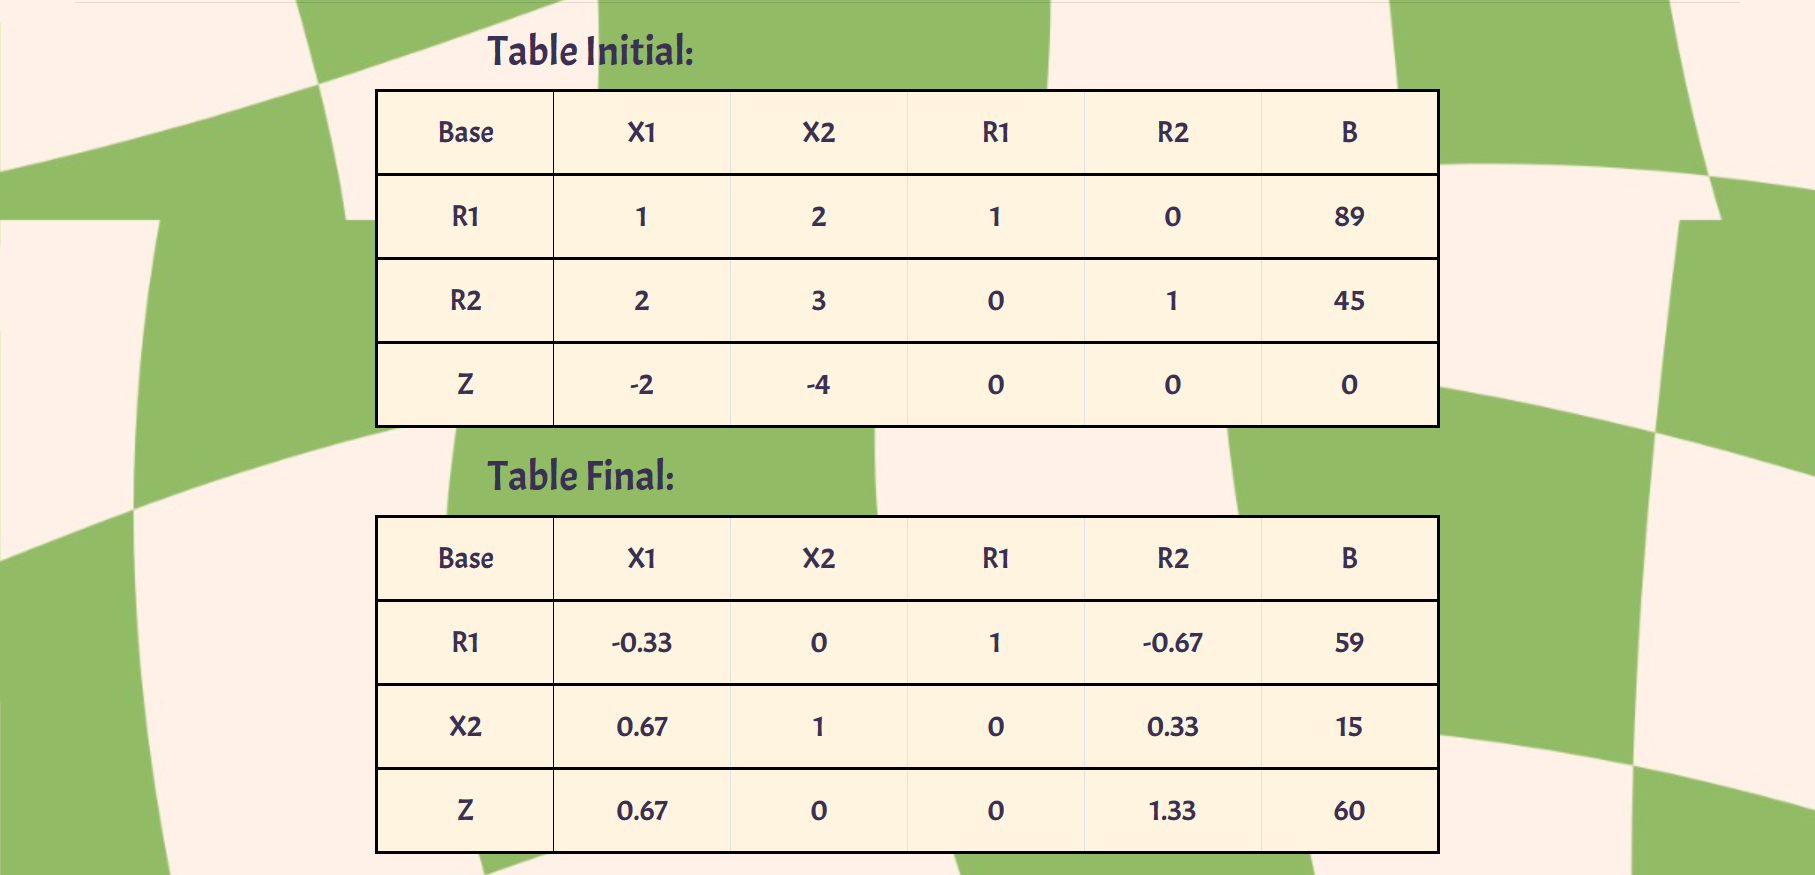 Table Initial:
Base X1 X2 R1 R2 B
R1 1 2 1 0 89
R2 2 3 0 1 45
Z -2 -4 0 0 0
Table Final:
Base X1 X2 R1 R2 B
R1 -0.33 0 1 -0.67 59
X2 0.67 1 0 0.33 15
Z 0.67 0 0 1.33 60